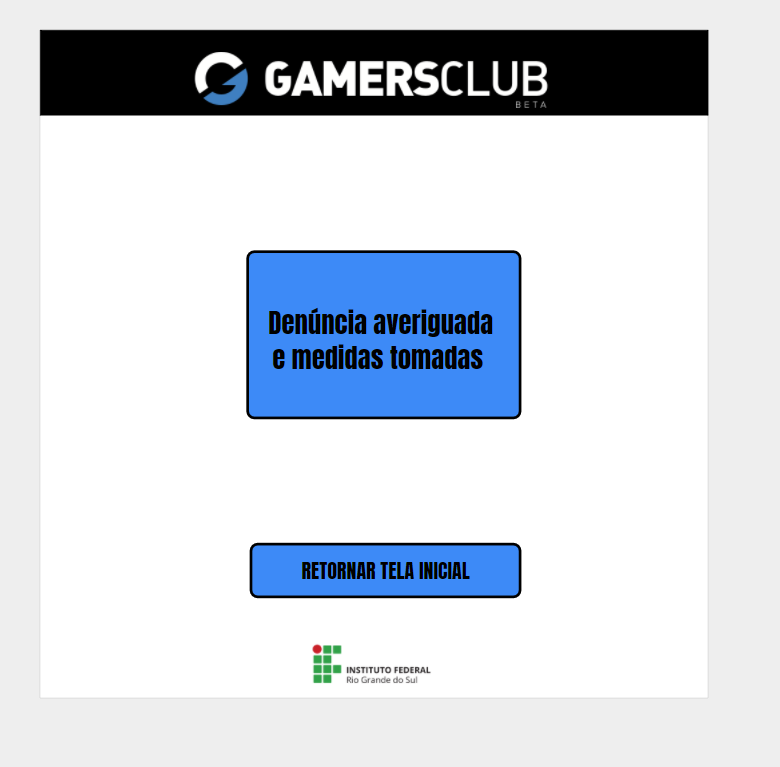 GAMERSCLUB
BETA
Denúncia averiguada
e medidas tomadas
RETORNAR TELA INICIAL
INSTITUTO FEDERAL
Rio Grande do Sul